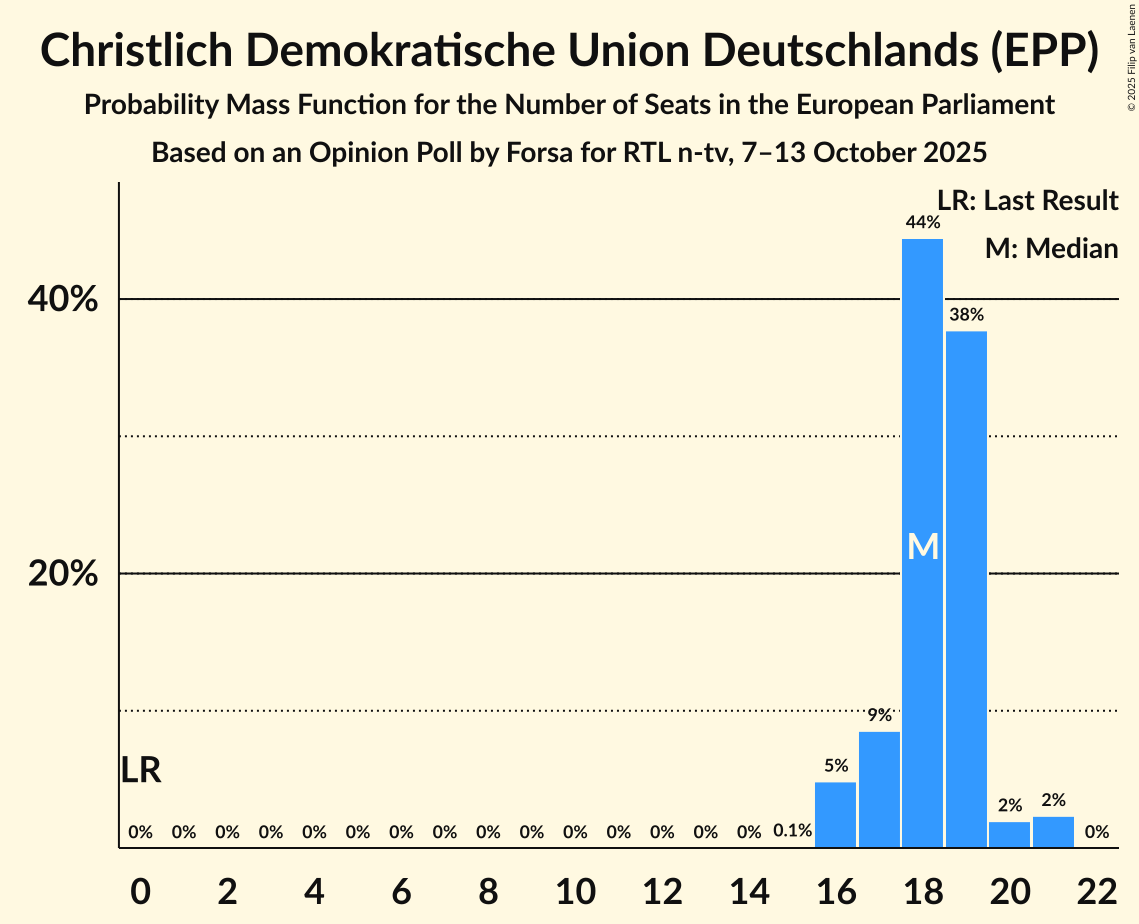 Christlich Demokratische Union Deutschlands (EPP)
Probability Mass Function for the Number of Seats in the European Parliament
Based on an Opinion Poll by Forsa for RTL n-tv, 7–13 October 2025
© 2025 Filip van Laenen
LR: Last Result
M: Median
44%
40%
38%
M
20%
9%
LR
5%
2%
2%
0% 0% 0% 0% 0% 0% 0% 0% 0% 0% 0% 0% 0% 0% 0% 0.1% 0%
0 2 4 6 8 10 12 14 16 18 20 22